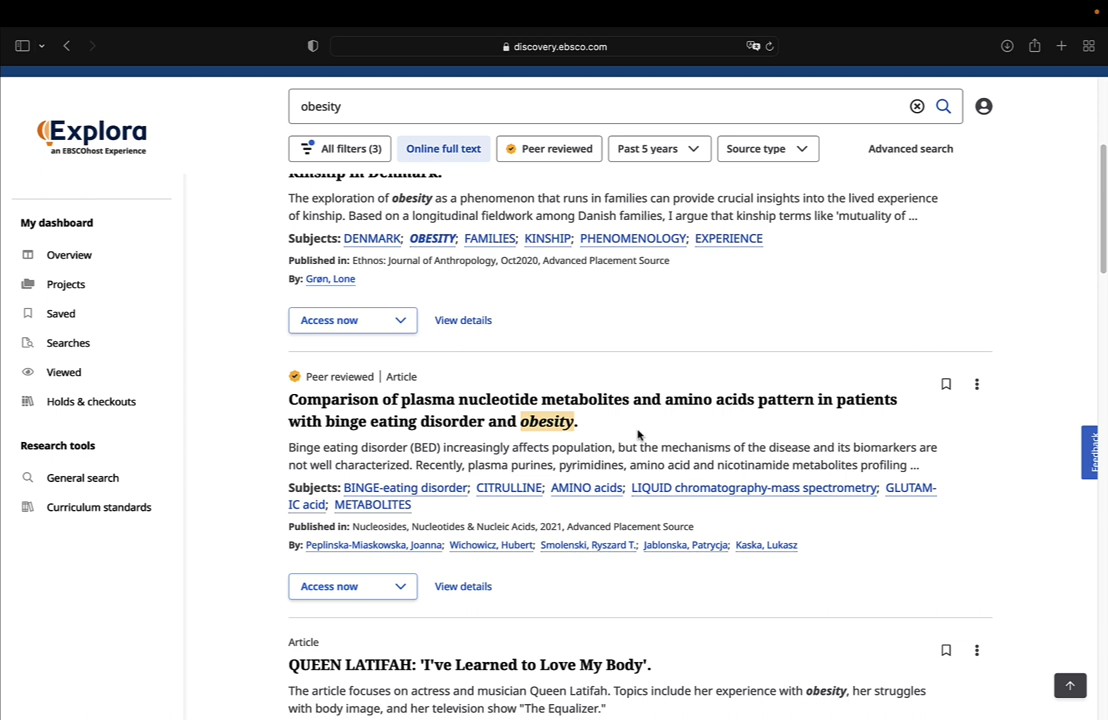 discovery.ebsco.com
Explora
an EBSCOhost Experience
My dashboard
Overview
Projects
Saved
Searches
Viewed
Holds & checkouts
Research tools
General search
Curriculum standards
obesity
All filters (3)
Online full text
Peer reviewed
Past 5 years
Source type
Advanced search
Kinship in Denmark.
The exploration of obesity as a phenomenon that runs in families can provide crucial insights into the lived experience
of kinship. Based on a longitudinal fieldwork among Danish families, I argue that kinship terms like 'mutuality of ...
Subjects: DENMARK; OBESITY; FAMILIES; KINSHIP; PHENOMENOLOGY; EXPERIENCE
Published in: Ethnos: Journal of Anthropology, Oct2020, Advanced Placement Source
By: Grøn, Lone
Access now
View details
Peer reviewed | Article
Comparison of plasma nucleotide metabolites and amino acids pattern in patients
with binge eating disorder and obesity.
Binge eating disorder (BED) increasingly affects population, but the mechanisms of the disease and its biomarkers are
not well characterized. Recently, plasma purines, pyrimidines, amino acid and nicotinamide metabolites profiling ...
Subjects: BINGE-eating disorder; CITRULLINE; AMINO acids; LIQUID chromatography-mass spectrometry; GLUTAM-
IC acid; METABOLITES
Published in: Nucleosides, Nucleotides & Nucleic Acids, 2021, Advanced Placement Source
By: Peplinska-Miaskowska, Joanna; Wichowicz, Hubert; Smolenski, Ryszard T.; Jablonska, Patrycja; Kaska, Lukasz
Access now
View details
Article
QUEEN LATIFAH: 'I've Learned to Love My Body'.
The article focuses on actress and musician Queen Latifah. Topics include her experience with obesity, her struggles
with body image, and her television show "The Equalizer."
Feedback